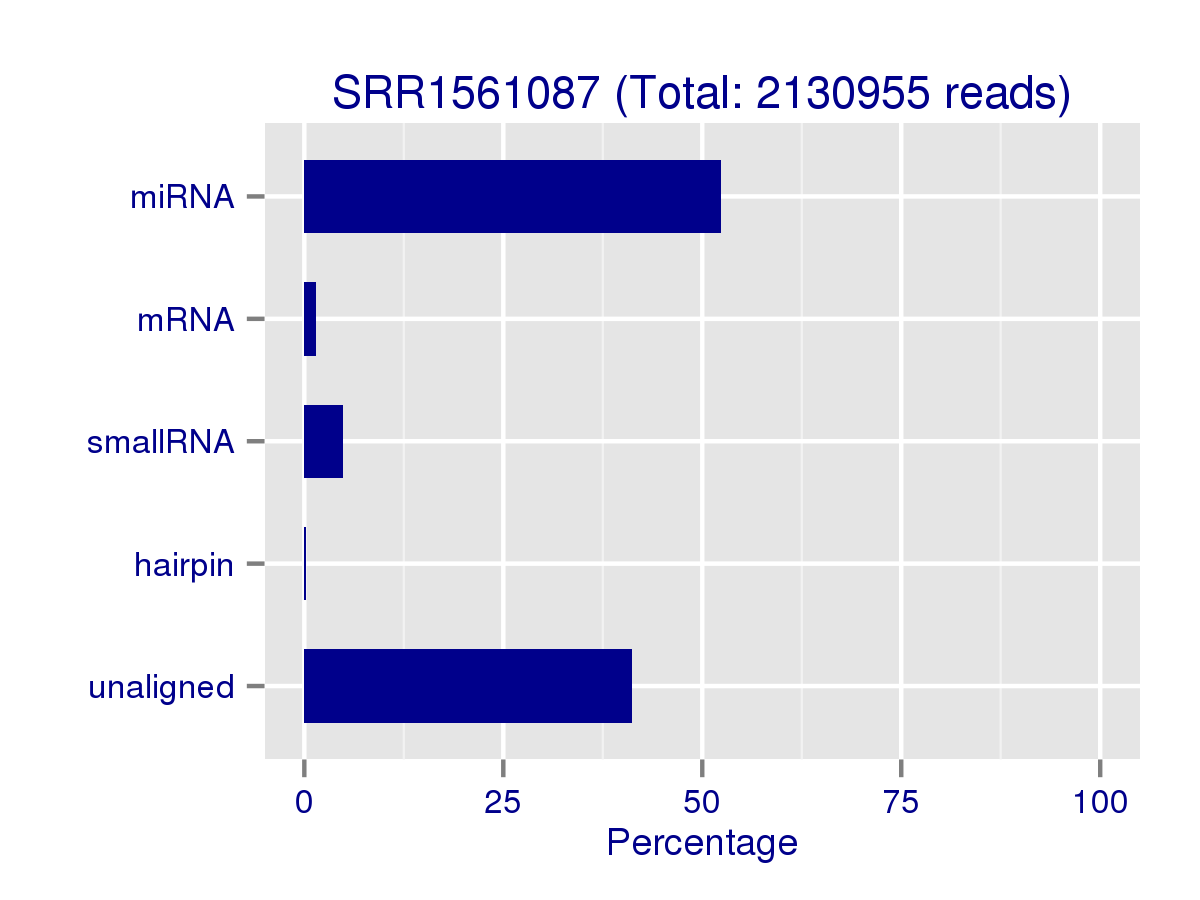 SRR1561087 (Total: 2130955 reads)
miRNA
mRNA
smallRNA
hairpin
unaligned
0 25 50 75 100
Percentage